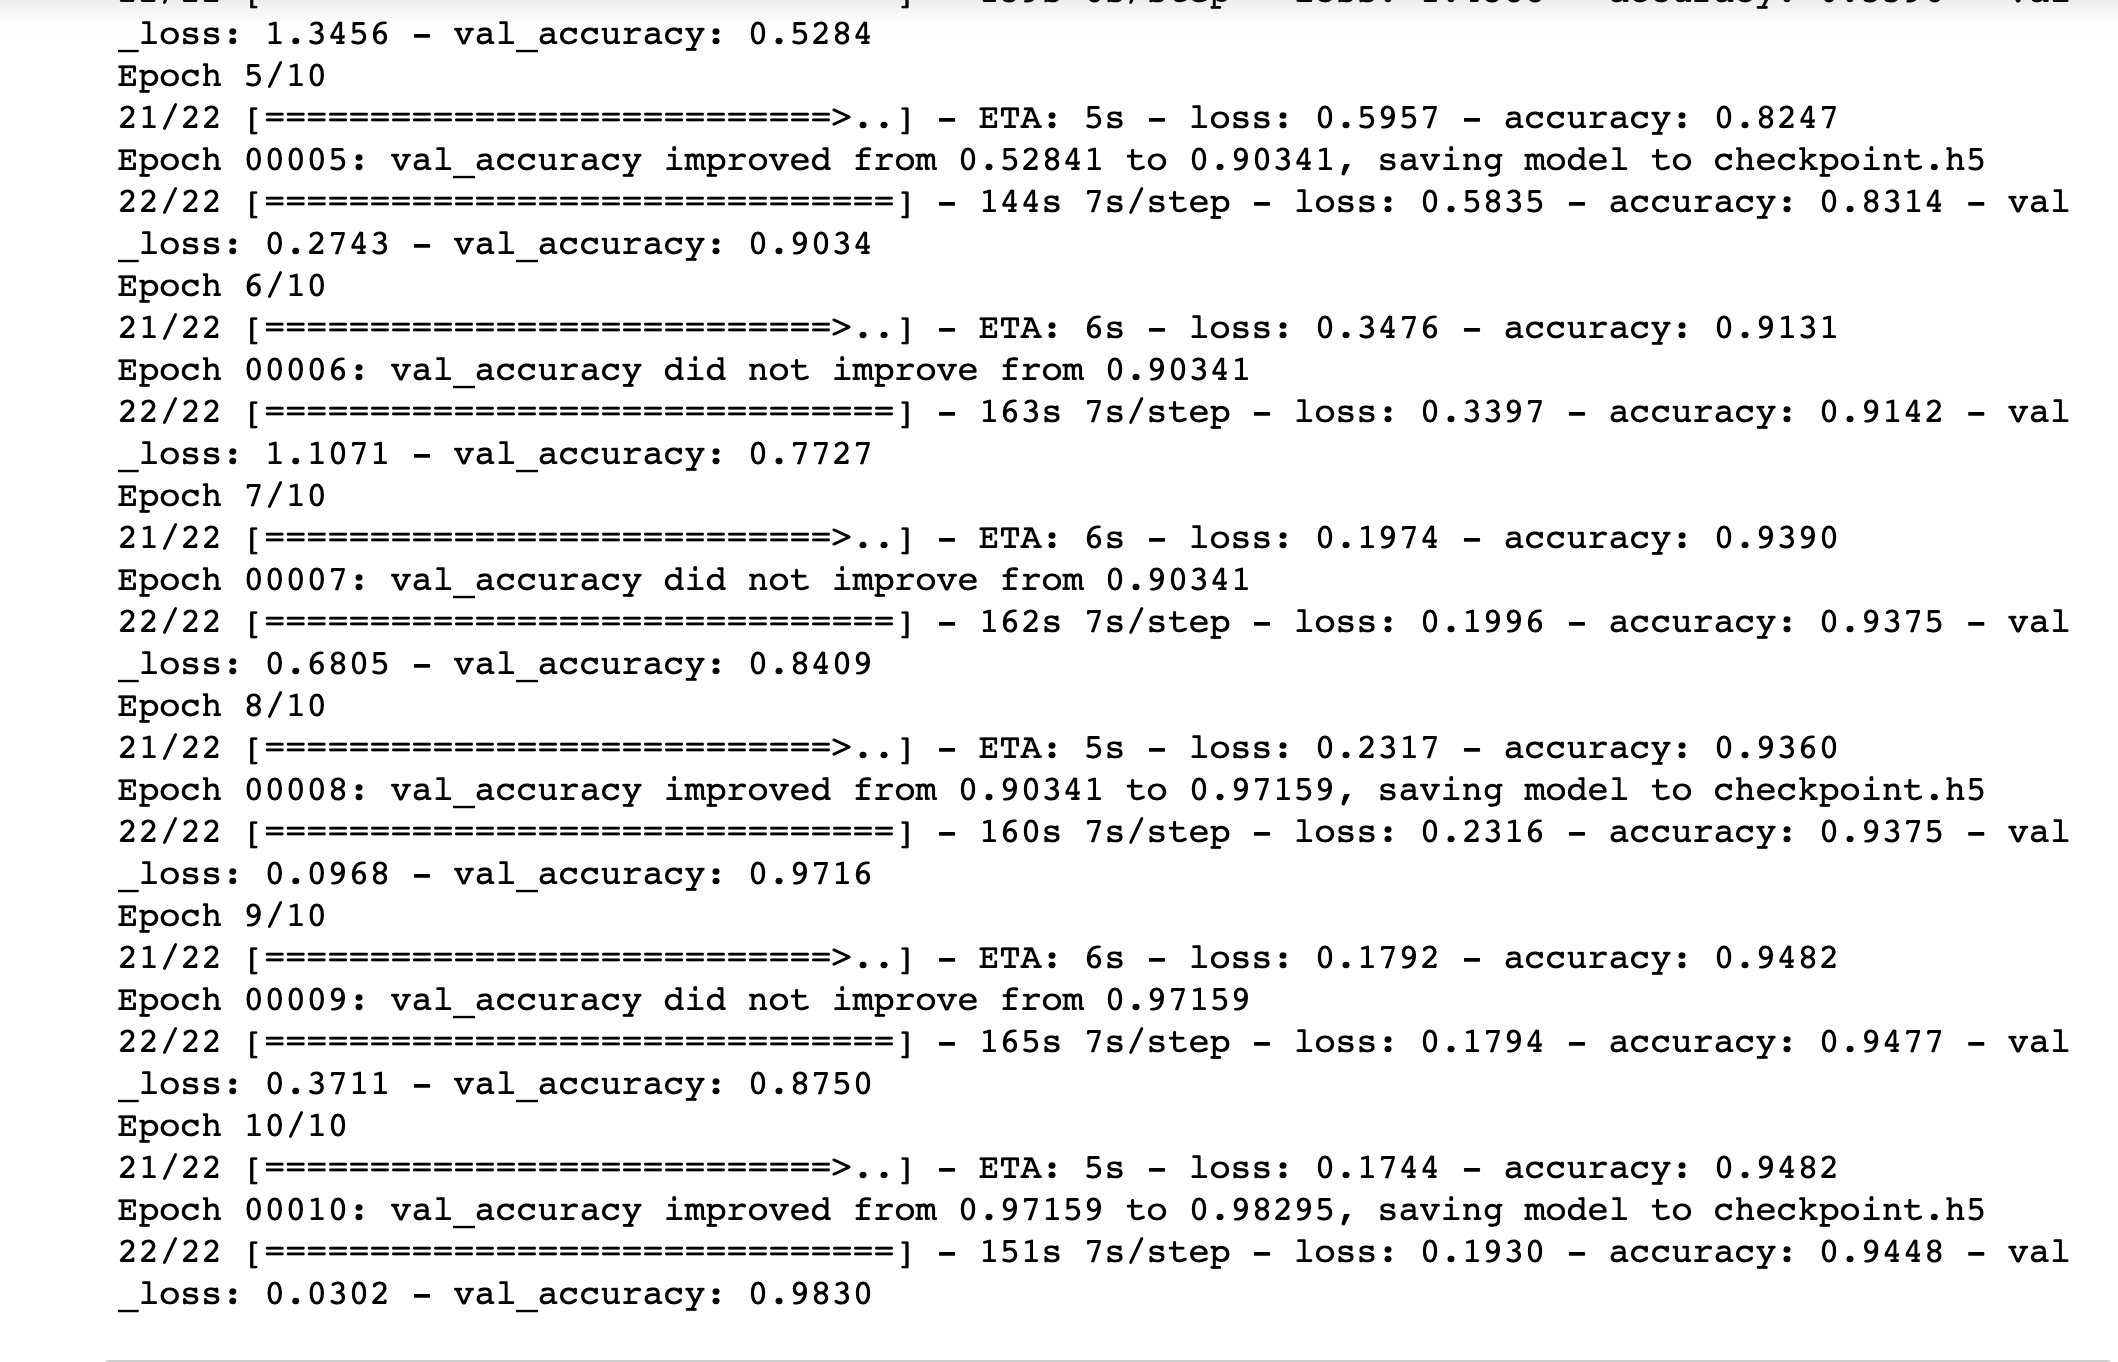 _loss: 1.3456 - val_accuracy: 0.5284
Epoch 5/10
21/22 [===========================>..] - ETA: 5s - loss: 0.5957 - accuracy: 0.8247
Epoch 00005: val_accuracy improved from 0.52841 to 0.90341, saving model to checkpoint.h5
22/22 [==============================] - 144s 7s/step - loss: 0.5835 - accuracy: 0.8314 - val
_loss: 0.2743 - val_accuracy: 0.9034
Epoch 6/10
21/22 [===========================>..] - ETA: 6s - loss: 0.3476 - accuracy: 0.9131
Epoch 00006: val_accuracy did not improve from 0.90341
22/22 [==============================] - 163s 7s/step - loss: 0.3397 - accuracy: 0.9142 - val
_loss: 1.1071 - val_accuracy: 0.7727
Epoch 7/10
21/22 [===========================>..] - ETA: 6s - loss: 0.1974 - accuracy: 0.9390
Epoch 00007: val_accuracy did not improve from 0.90341
22/22 [==============================] - 162s 7s/step - loss: 0.1996 - accuracy: 0.9375 - val
_loss: 0.6805 - val_accuracy: 0.8409
Epoch 8/10
21/22 [===========================>..] - ETA: 5s - loss: 0.2317 - accuracy: 0.9360
Epoch 00008: val_accuracy improved from 0.90341 to 0.97159, saving model to checkpoint.h5
22/22 [==============================] - 160s 7s/step - loss: 0.2316 - accuracy: 0.9375 - val
_loss: 0.0968 - val_accuracy: 0.9716
Epoch 9/10
21/22 [===========================>..] - ETA: 6s - loss: 0.1792 - accuracy: 0.9482
Epoch 00009: val_accuracy did not improve from 0.97159
22/22 [==============================] - 165s 7s/step - loss: 0.1794 - accuracy: 0.9477 - val
_loss: 0.3711 - val_accuracy: 0.8750
Epoch 10/10
21/22 [===========================>..] - ETA: 5s - loss: 0.1744 - accuracy: 0.9482
Epoch 00010: val_accuracy improved from 0.97159 to 0.98295, saving model to checkpoint.h5
22/22 [==============================] - 151s 7s/step - loss: 0.1930 - accuracy: 0.9448 - val
_loss: 0.0302 - val_accuracy: 0.9830